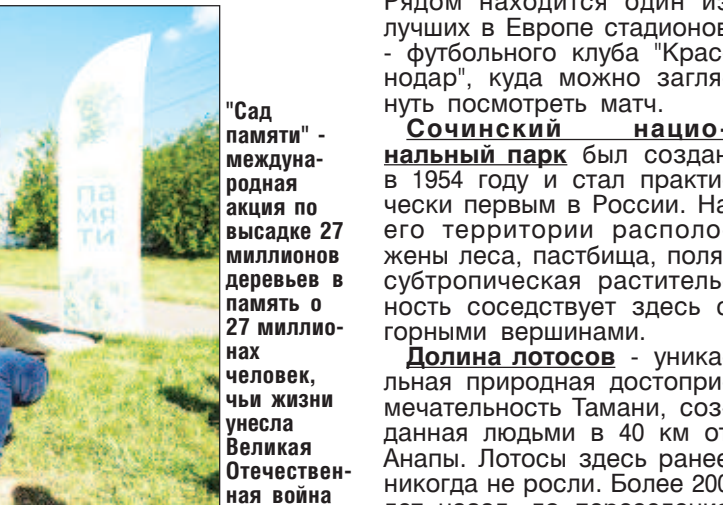 па
мя
ти
"Сад
памяти" -
междуна-
родная
акция по
высадке 27
миллионов
деревьев в
память о
27 миллио-
нах
человек,
чьи жизни
унесла
Великая
Отечествен-
ная война
Рядом находится один из
лучших в Европе стадионов
- футбольного клуба "Крас-
нодар", куда можно загля-
нуть посмотреть матч.
Сочинский нацио-
нальный парк был создан
в 1954 году и стал практи-
чески первым в России. На
его территории располо-
жены леса, пастбища, поля,
субтропическая раститель-
ность соседствует здесь с
горными вершинами.
Долина лотосов - уника-
льная природная достопри-
мечательность Тамани, соз-
данная людьми в 40 км от
Анапы. Лотосы здесь ранее
никогда не росли. Более 200